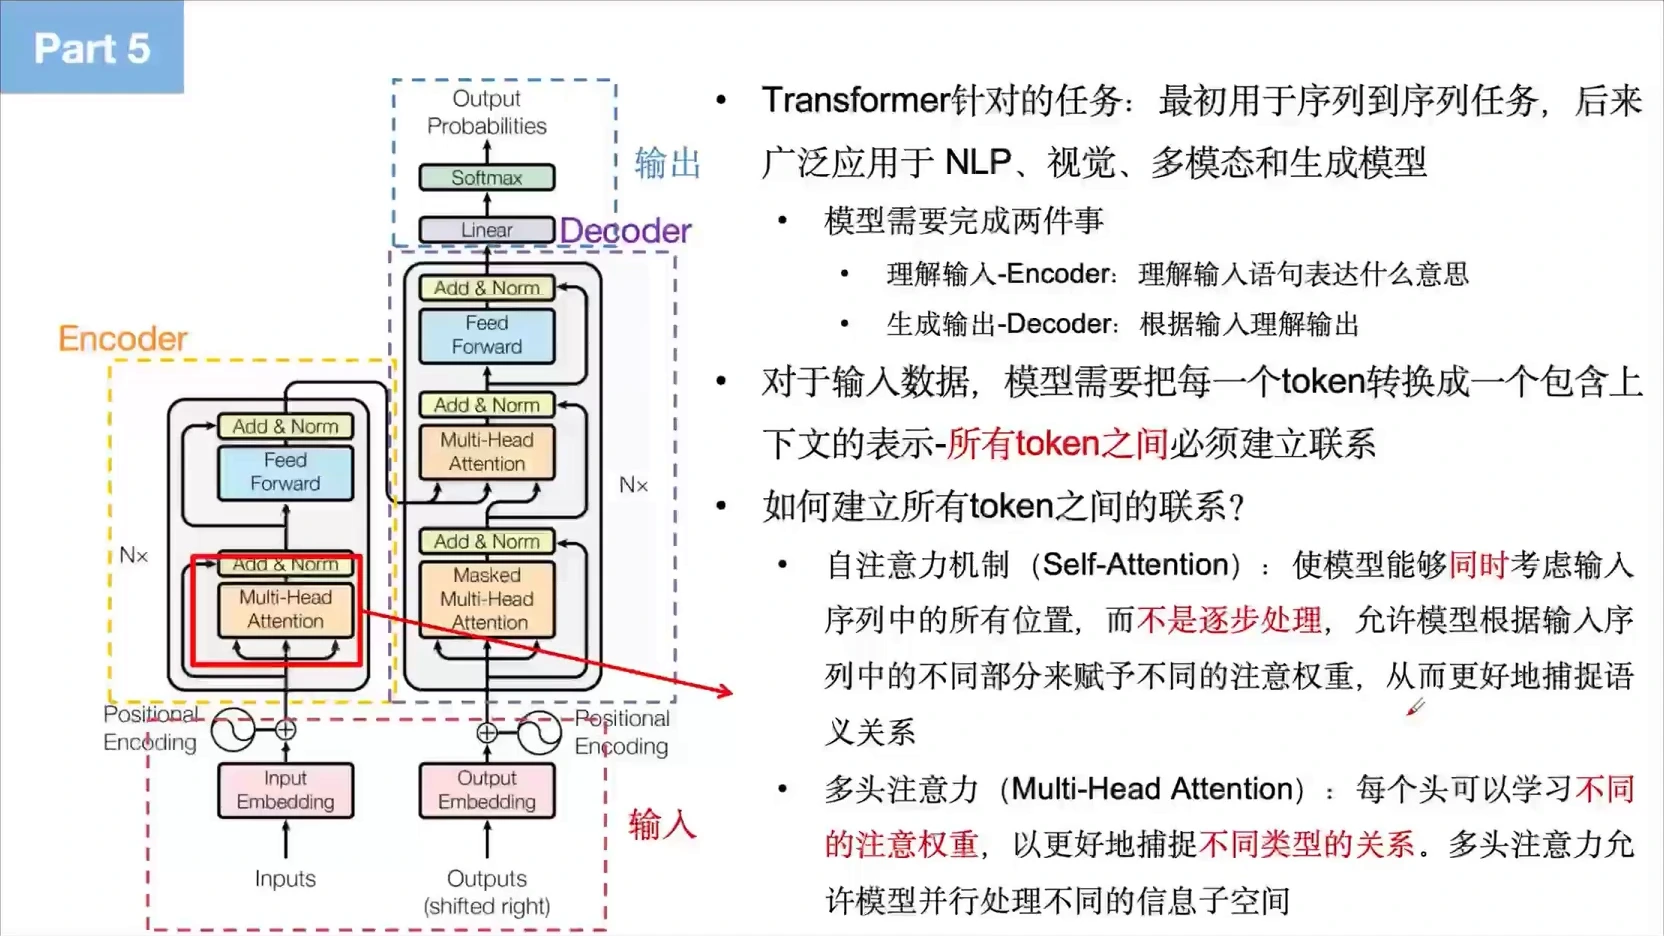 Part 5
Output
Probabilities
输出
Softmax
Linear
Decoder
Add & Norm
Feed
Forward
Add & Norm
Multi-Head
Attention
Nx
Add & Norm
Masked
Multi-Head
Attention
Encoder
Add & Norm
Feed
Forward
Nx
Add & Norm
Multi-Head
Attention
Positional
Encoding
Positional
Encoding
Input
Embedding
Output
Embedding
输入
Inputs
Outputs
(shifted right)
• Transformer针对的任务：最初用于序列到序列任务，后来
广泛应用于 NLP、视觉、多模态和生成模型
• 模型需要完成两件事
• 理解输入-Encoder：理解输入语句表达什么意思
• 生成输出-Decoder：根据输入理解输出
• 对于输入数据，模型需要把每一个token转换成一个包含上
下文的表示-所有token之间必须建立联系
• 如何建立所有token之间的联系？
• 自注意力机制（Self-Attention）：使模型能够同时考虑输入
序列中的所有位置，而不是逐步处理，允许模型根据输入序
列中的不同部分来赋予不同的注意权重，从而更好地捕捉语
义关系
• 多头注意力（Multi-Head Attention）：每个头可以学习不同
的注意权重，以更好地捕捉不同类型的关系。多头注意力允
许模型并行处理不同的信息子空间